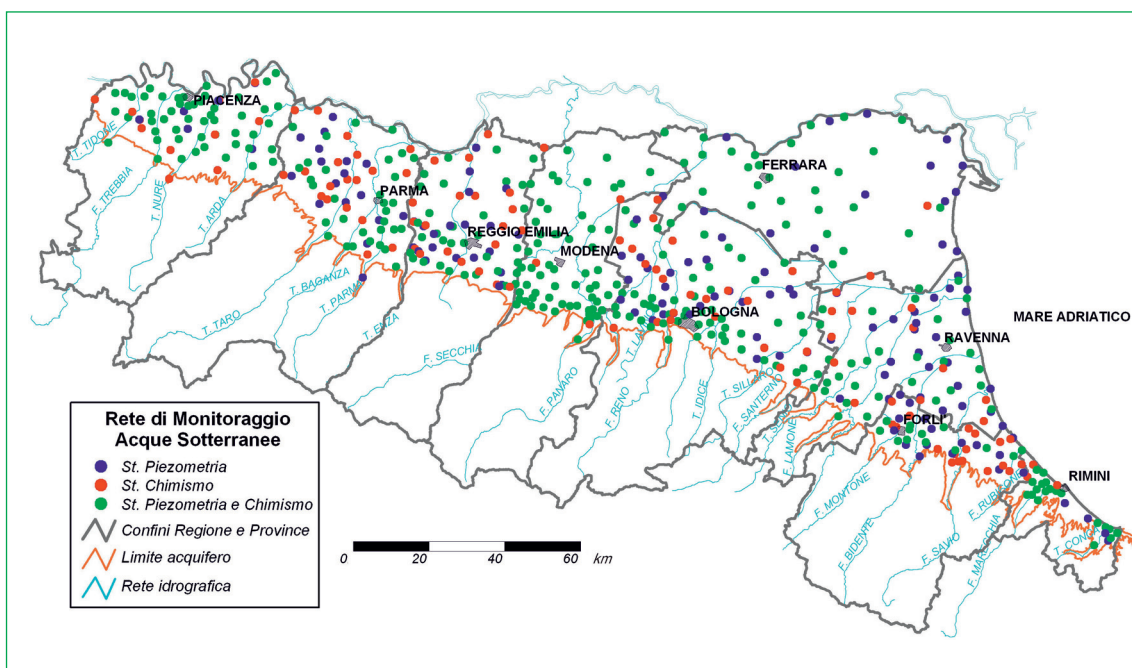 PIACENZA
T. TIDONE
F. TREBBIA
T. NURE
T. ARDA
PARMA
REGGIO EMILIA
MODENA
FERRARA
BOLOGNA
MARE ADRIATICO
RAVENNA
FORLI'
RIMINI
T. TARO
T. BAGANZA
T. PARMA
T. ENZA
F. SECCHIA
F. PANARO
F. RENO
T. IDICE
T. SILLARO
F. SANTERNO
F. LAMONE
F. MONTONE
F. BIDENTE
F. SAVIO
F. RUBICONE
F. MARECCHIA
T. CONCA
Rete di Monitoraggio
Acque Sotterranee
St. Piezometria
St. Chimismo
St. Piezometria e Chimismo
Confini Regione e Province
Limite acquifero
Rete idrografica
0 20 40 60 km